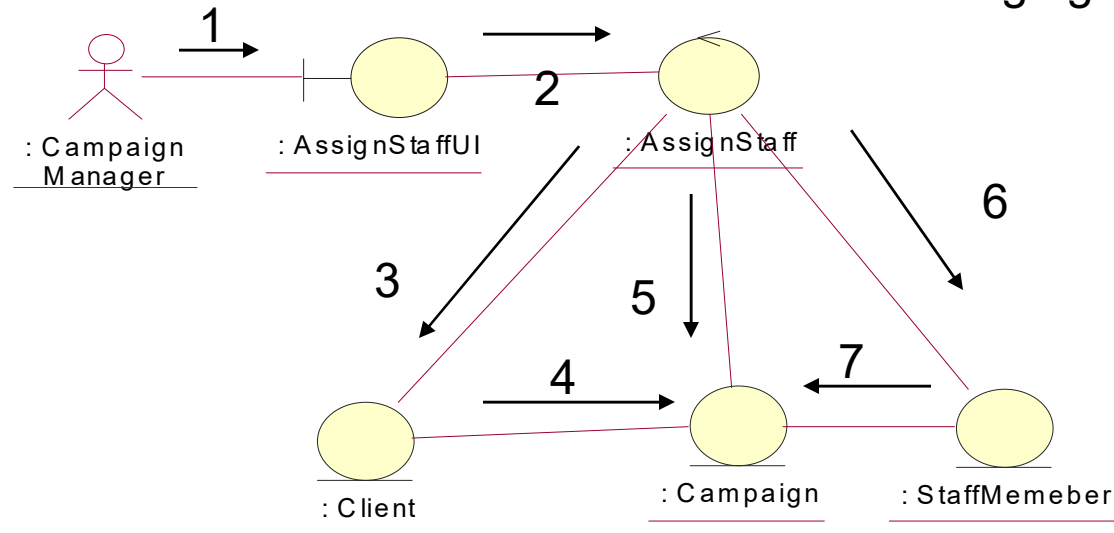 1
2
: Campaign
Manager
: AssignStaffUI
: AssignStaff
6
3
5
4
7
: Client
: Campaign
: StaffMemeber